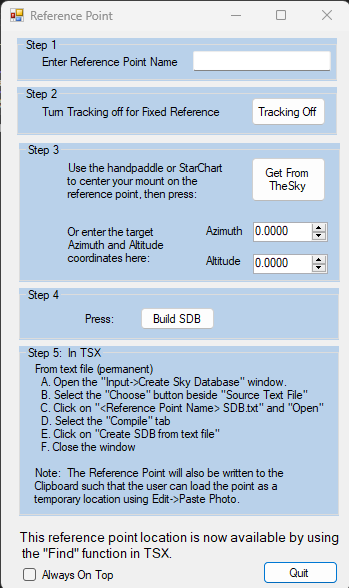 Reference Point
Step 1
Enter Reference Point Name
Step 2
Turn Tracking off for Fixed Reference
Tracking Off
Step 3
Use the handpaddle or StarChart
to center your mount on the
reference point, then press:
Get From
TheSky
Or enter the target
Azimuth and Altitude
coordinates here:
Azimuth
0.0000
Altitude
0.0000
Step 4
Press:
Build SDB
Step 5:  In TSX
From text file (permanent)
A. Open the "Input->Create Sky Database" window.
B. Select the "Choose" button beside "Source Text File"
C. Click on "<Reference Point Name> SDB.txt" and "Open"
D. Select the "Compile" tab
E. Click on "Create SDB from text file"
F. Close the window
Note:  The Reference Point will also be written to the
Clipboard such that the user can load the point as a
temporary location using Edit->Paste Photo.
This reference point location is now available by using
the "Find" function in TSX.
Always On Top
Quit